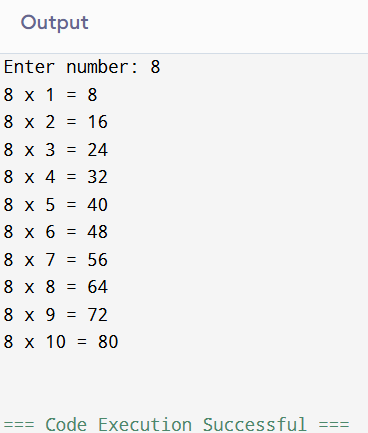 Output
Enter number: 8
8 x 1 = 8
8 x 2 = 16
8 x 3 = 24
8 x 4 = 32
8 x 5 = 40
8 x 6 = 48
8 x 7 = 56
8 x 8 = 64
8 x 9 = 72
8 x 10 = 80
=== Code Execution Successful ===